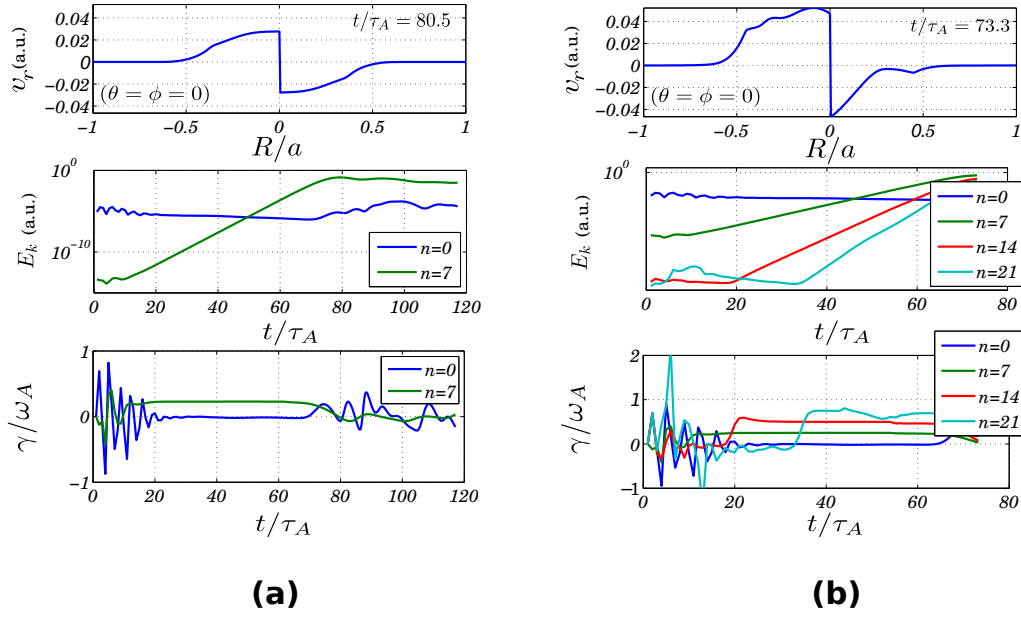 0.04
0.02
0
−0.02
−0.04
v_r (a.u.)
t/τ_A = 80.5
(θ = φ = 0)
−1
−0.5
0
0.5
1
R/a
10^0
10^−10
E_k (a.u.)
n=0
n=7
0
20
40
60
80
100
120
t/τ_A
1
0
−1
γ/ω_A
n=0
n=7
0
20
40
60
80
100
120
t/τ_A
(a)
0.04
0.02
0
−0.02
−0.04
v_r (a.u.)
t/τ_A = 73.3
(θ = φ = 0)
−1
−0.5
0
0.5
1
R/a
10^0
E_k (a.u.)
n=0
n=7
n=14
n=21
0
20
40
60
80
t/τ_A
2
1
0
−1
γ/ω_A
n=0
n=7
n=14
n=21
0
20
40
60
80
t/τ_A
(b)